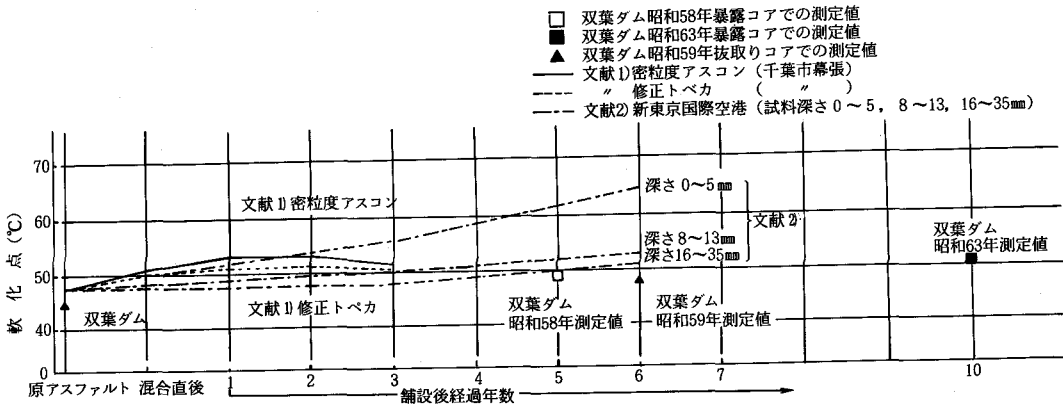 □ 双葉ダム昭和58年暴露コアでの測定値
■ 双葉ダム昭和63年暴露コアでの測定値
▲ 双葉ダム昭和59年抜取りコアでの測定値
文献1)密粒度アスコン(千葉市幕張)
〃 修正トペカ ( 〃 )
文献2)新東京国際空港(試料深さ0～5, 8～13, 16～35㎜)
軟化点(℃)
70
60
50
40
0
文献1)密粒度アスコン
深さ0～5㎜
深さ8～13㎜
深さ16～35㎜
文献2)
双葉ダム
昭和63年測定値
双葉ダム
文献1)修正トペカ
双葉ダム
昭和58年測定値
双葉ダム
昭和59年測定値
原アスファルト 混合直後 1 2 3 4 5 6 7 10
舗設後経過年数